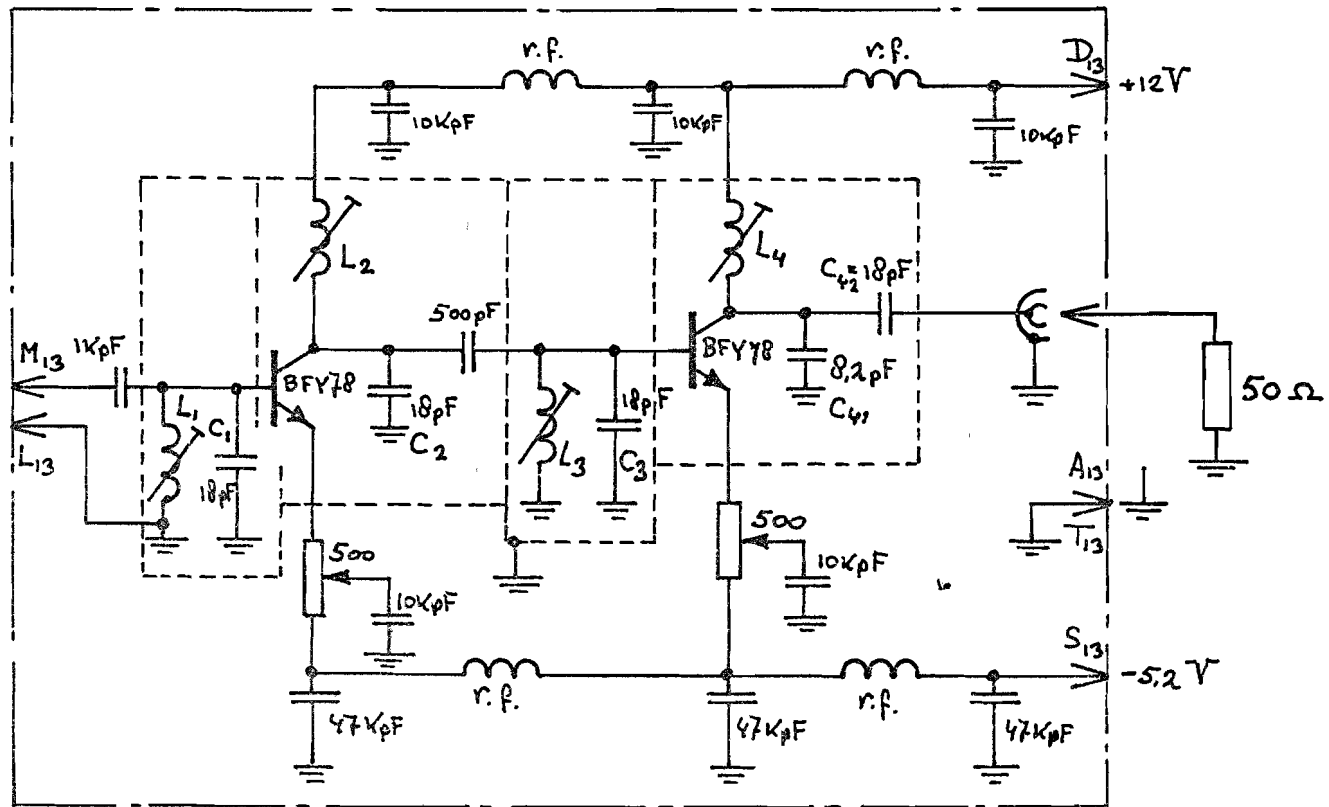 r.f.
r.f.
D13
+12V
10KpF
10KpF
10KpF
L2
L4
C42=18pF
500pF
M13
1KpF
BFY78
BFY78
8,2pF
C41
50Ω
L13
L1
C1
18pF
18pF
C2
18pF
L3
C3
A13
T13
500
500
10KpF
10KpF
S13
-5,2 V
r.f.
r.f.
47KpF
47KpF
47KpF